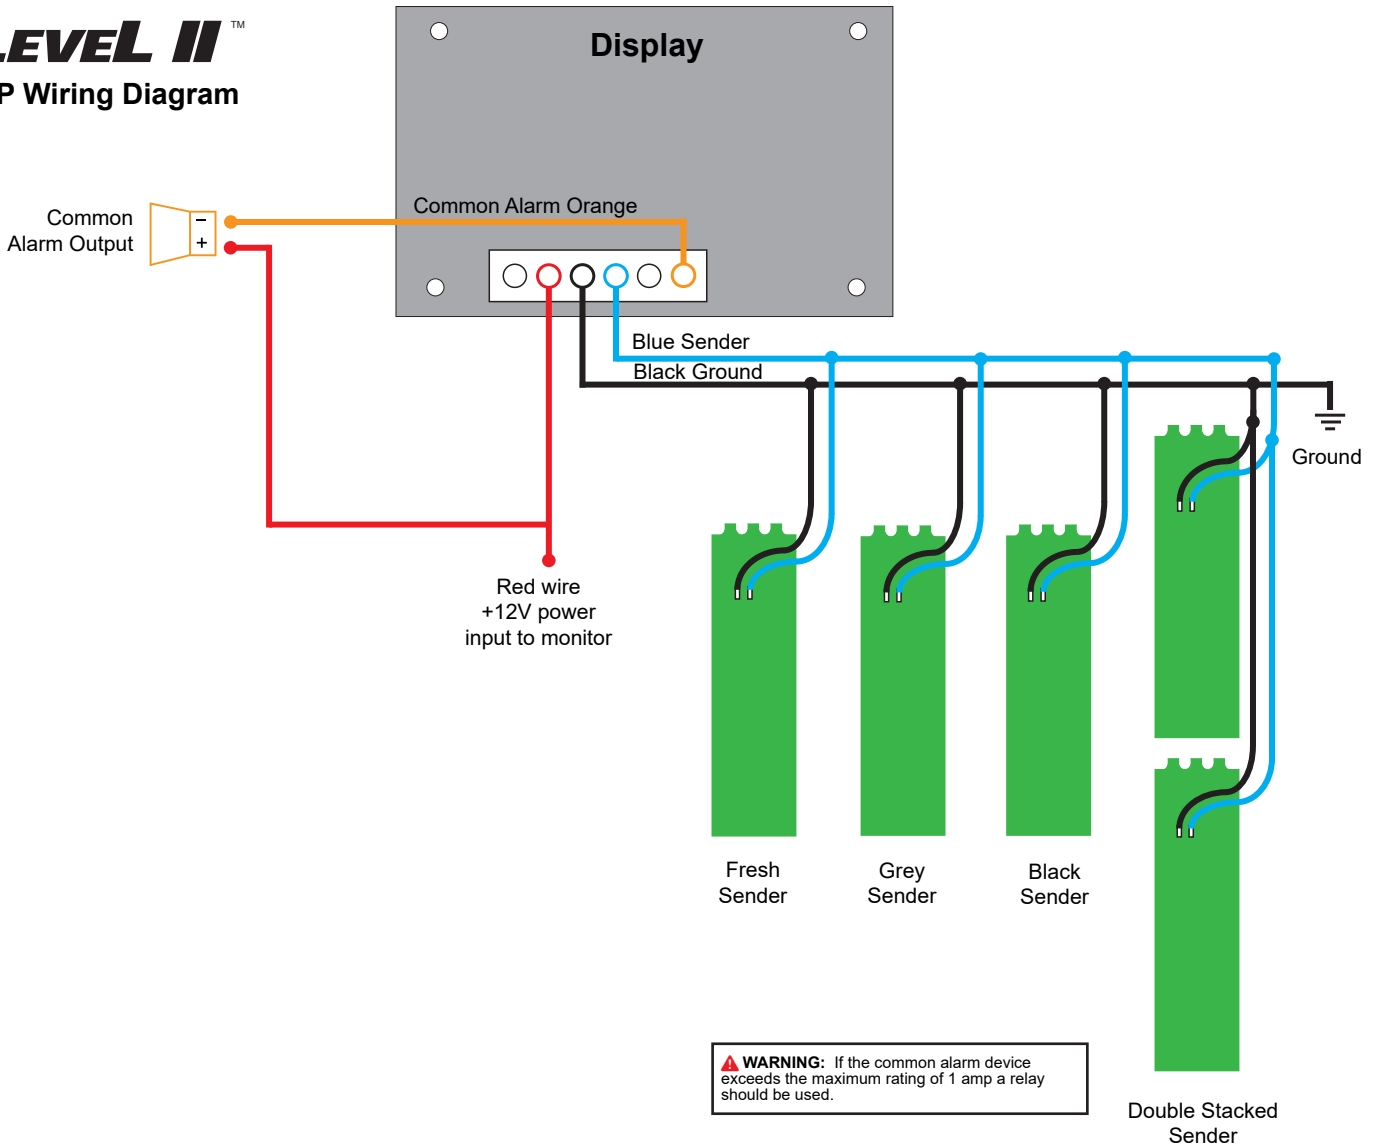 LEVEL II ™
P Wiring Diagram
Display
Common Alarm Orange
Common
Alarm Output
−
+
Blue Sender
Black Ground
Ground
Red wire
+12V power
input to monitor
Fresh
Sender
Grey
Sender
Black
Sender
WARNING: If the common alarm device
exceeds the maximum rating of 1 amp a relay
should be used.
Double Stacked
Sender